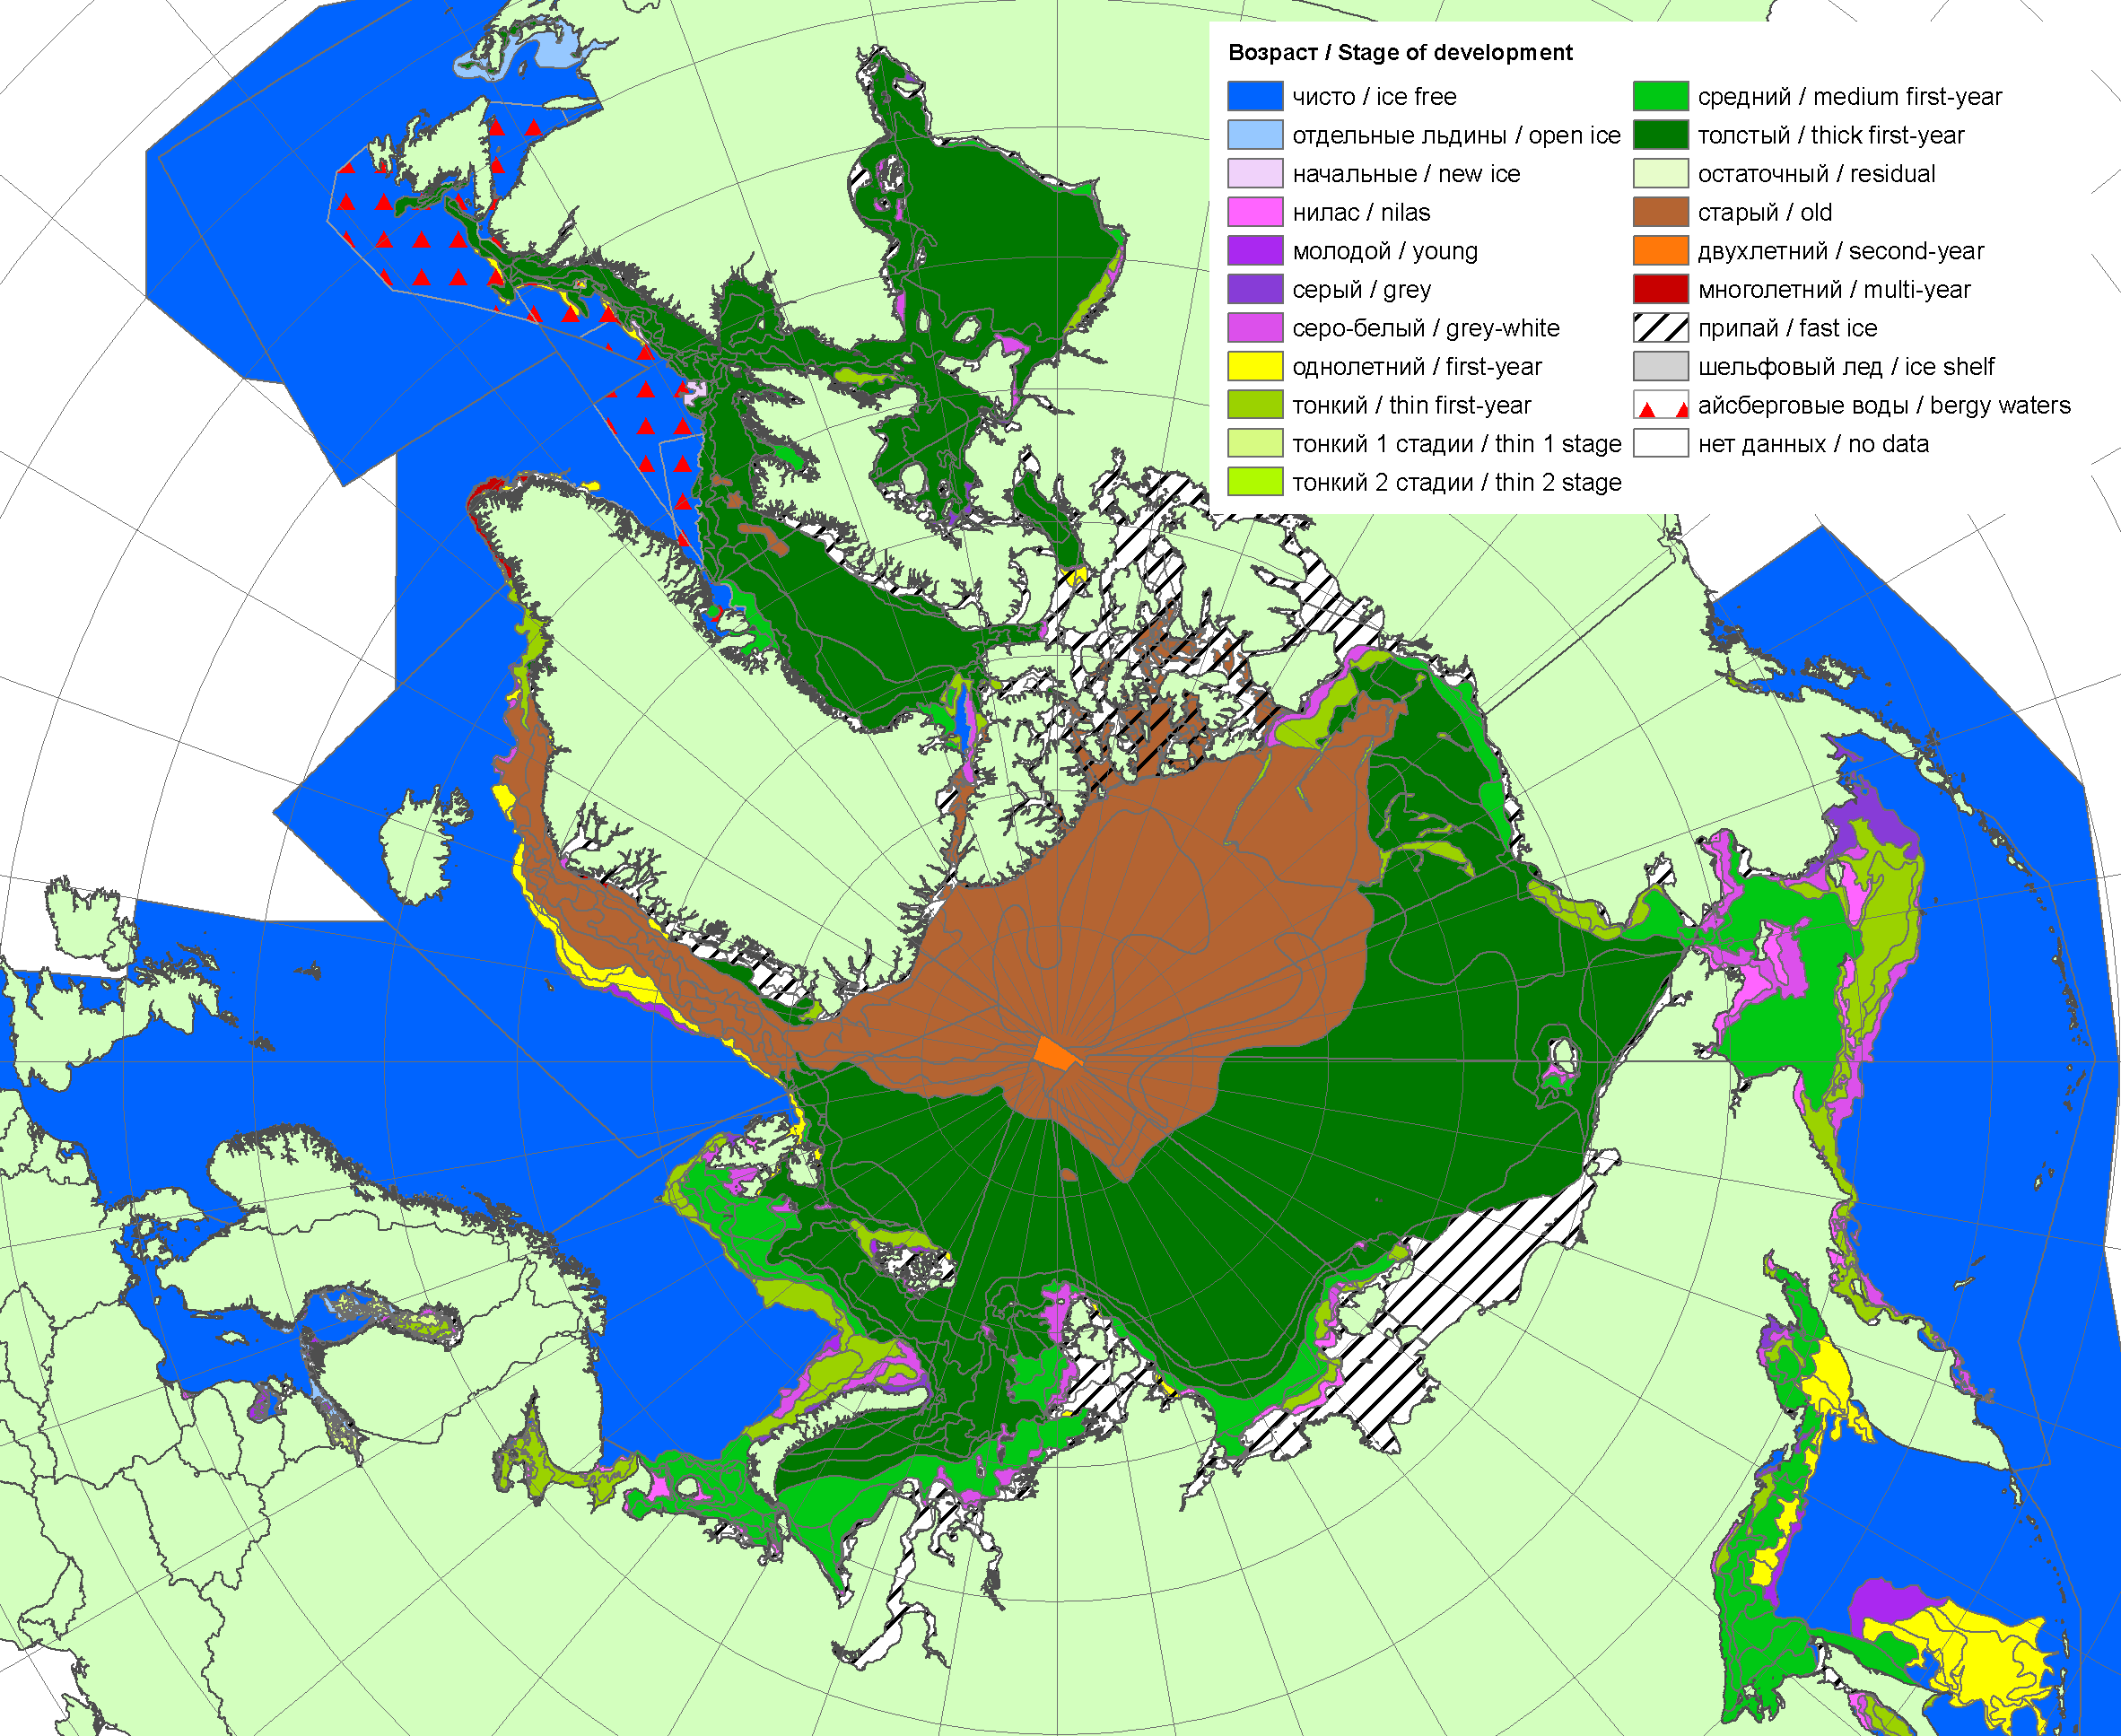 Возраст / Stage of development
чисто / ice free
отдельные льдины / open ice
начальные / new ice
нилас / nilas
молодой / young
серый / grey
серо-белый / grey-white
однолетний / first-year
тонкий / thin first-year
тонкий 1 стадии / thin 1 stage
тонкий 2 стадии / thin 2 stage
средний / medium first-year
толстый / thick first-year
остаточный / residual
старый / old
двухлетний / second-year
многолетний / multi-year
припай / fast ice
шельфовый лед / ice shelf
айсберговые воды / bergy waters
нет данных / no data